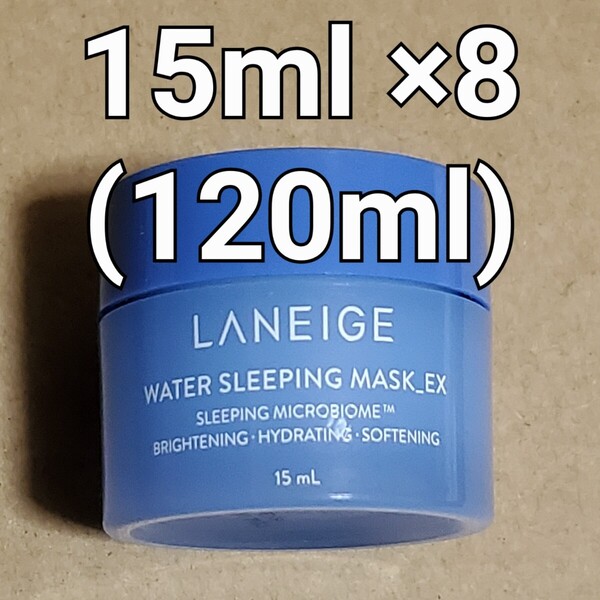 15ml ×8
(120ml)
LANEIGE
WATER SLEEPING MASK_EX
SLEEPING MICROBIOME™
BRIGHTENING · HYDRATING · SOFTENING
15 mL